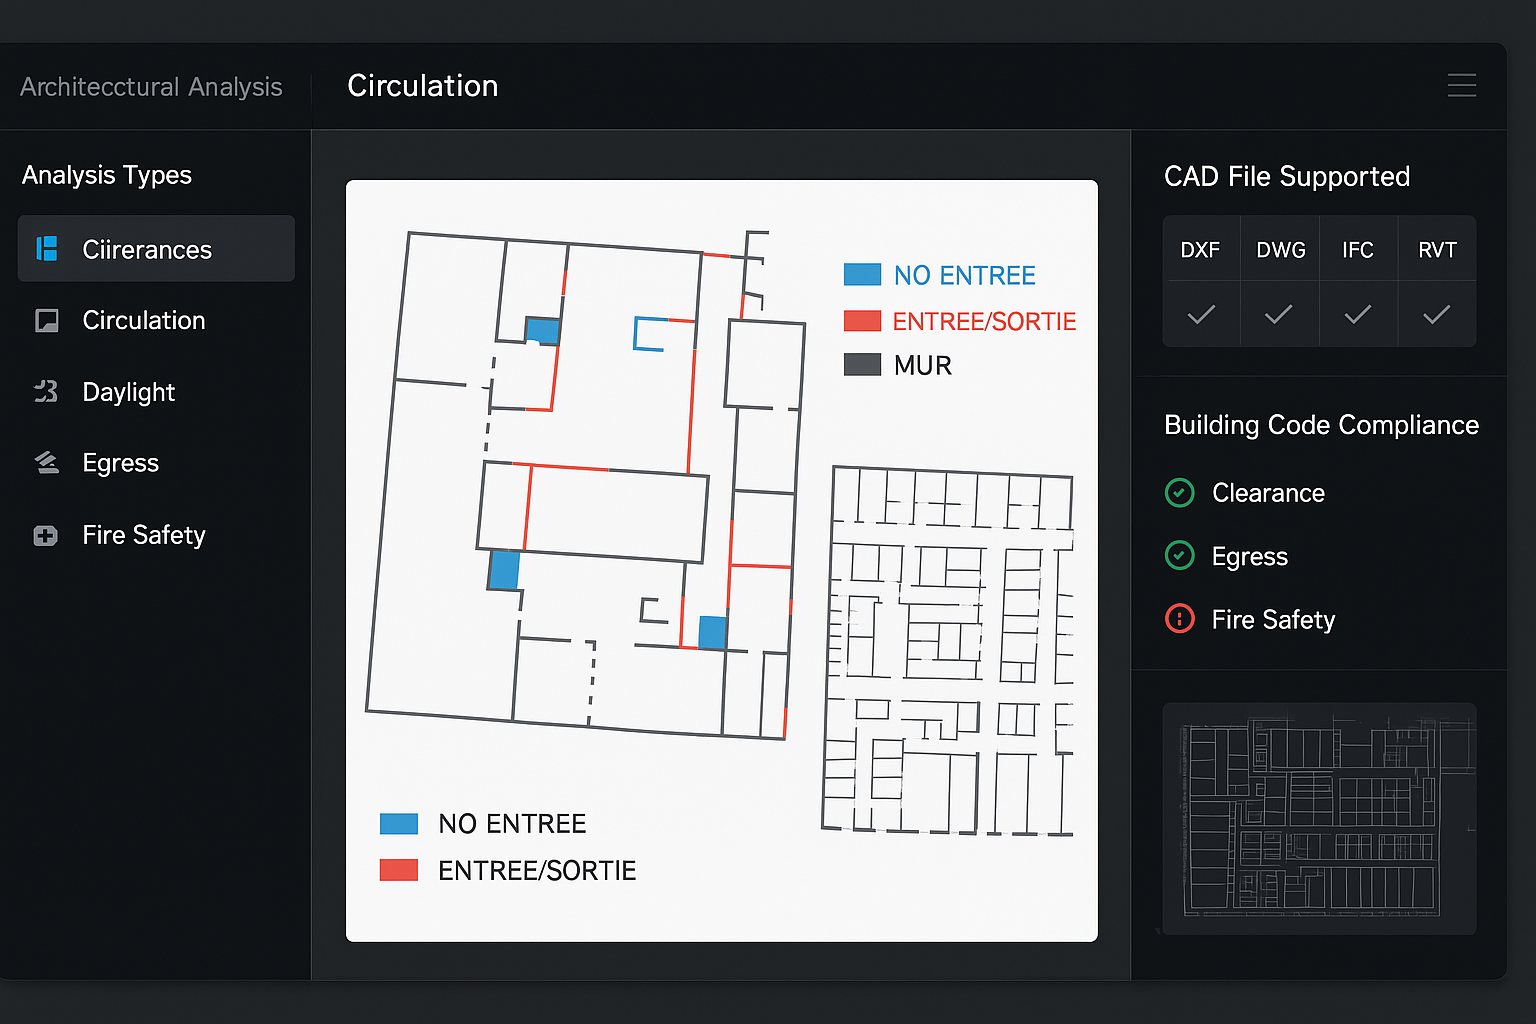 Architecctural Analysis
Circulation
Analysis Types
Ciirerances
Circulation
Daylight
Egress
Fire Safety
NO ENTREE
ENTREE/SORTIE
MUR
NO ENTREE
ENTREE/SORTIE
CAD File Supported
DXF DWG IFC RVT
Building Code Compliance
Clearance
Egress
Fire Safety